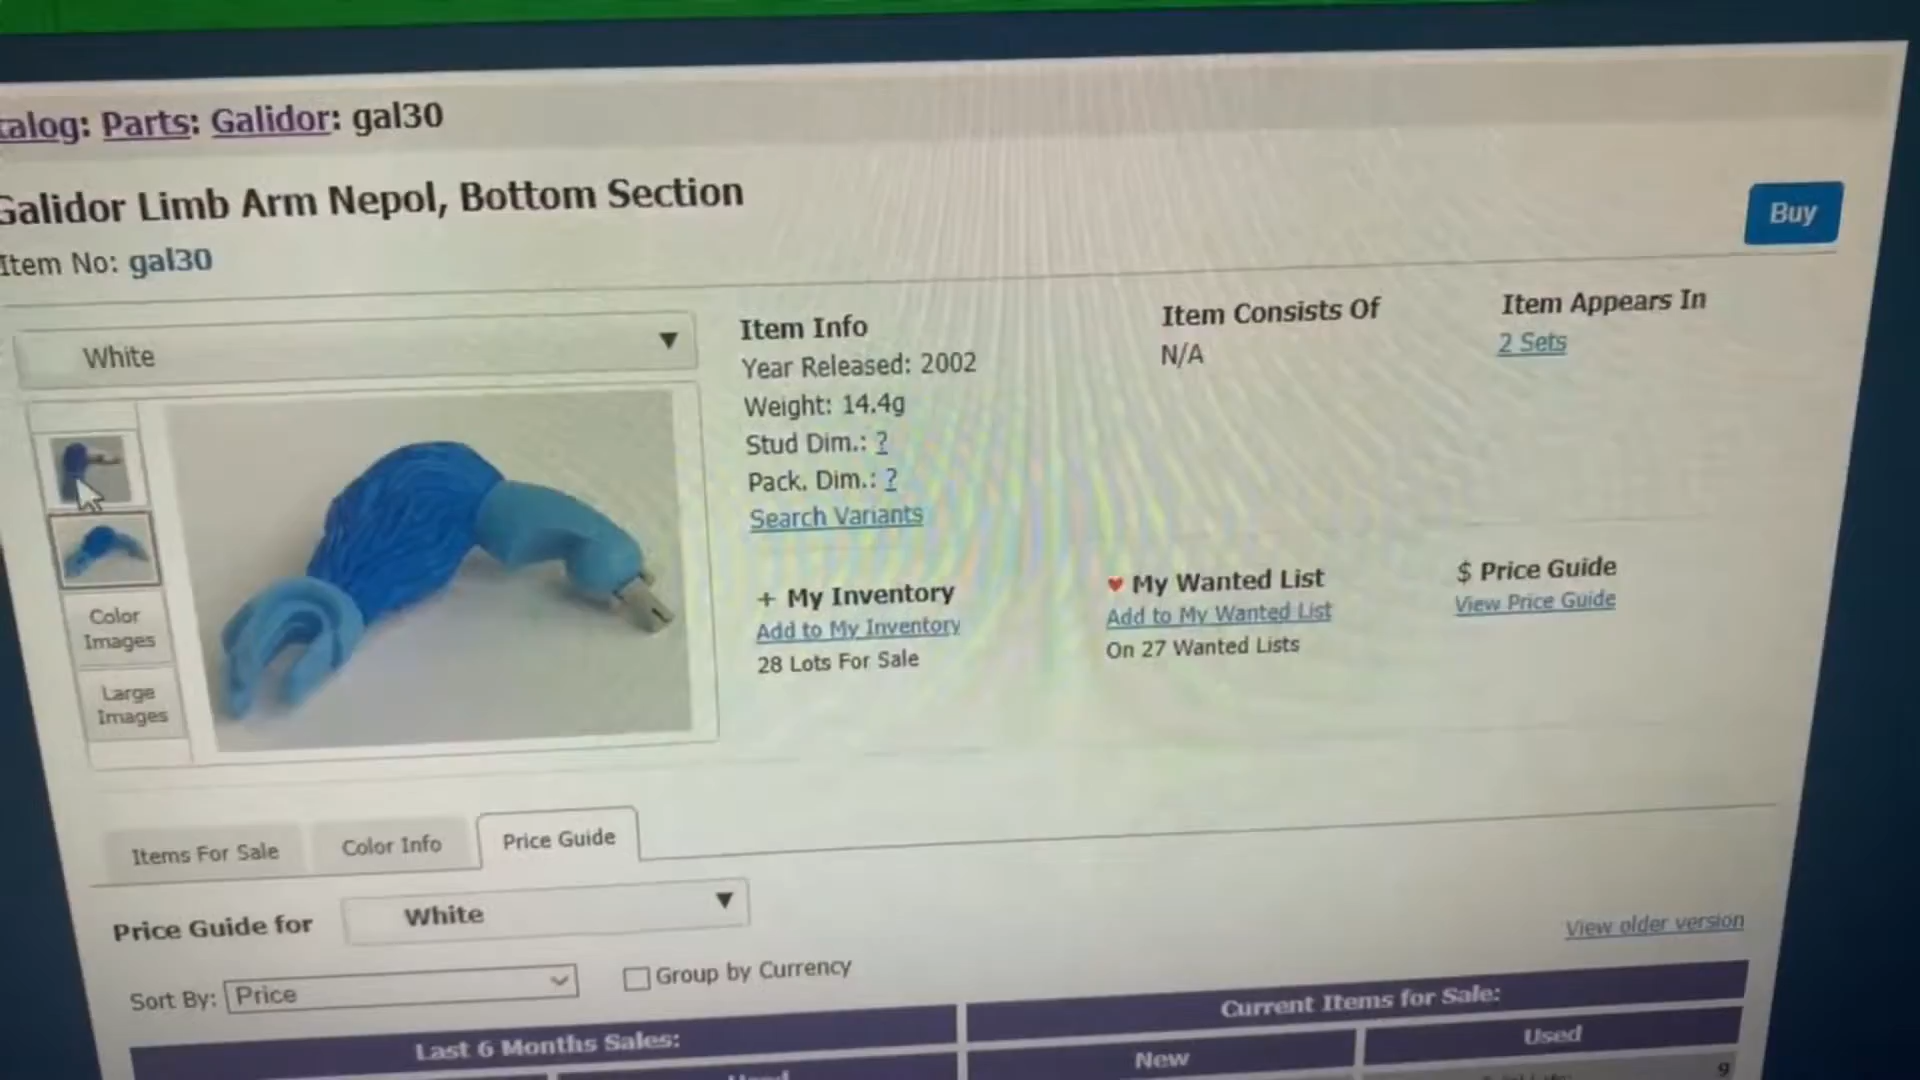 talog: Parts: Galidor: gal30
Galidor Limb Arm Nepol, Bottom Section
Buy
Item No: gal30
White
Item Info
Year Released: 2002
Weight: 14.4g
Stud Dim.: ?
Pack. Dim.: ?
Search Variants
Item Consists Of
N/A
Item Appears In
2 Sets
+ My Inventory
Add to My Inventory
28 Lots For Sale
My Wanted List
Add to My Wanted List
On 27 Wanted Lists
$ Price Guide
View Price Guide
Color
Images
Large
Images
Items For Sale
Color Info
Price Guide
Price Guide for
White
View older version
Sort By: Price
Group by Currency
Last 6 Months Sales:
Current Items for Sale:
New
Used
9